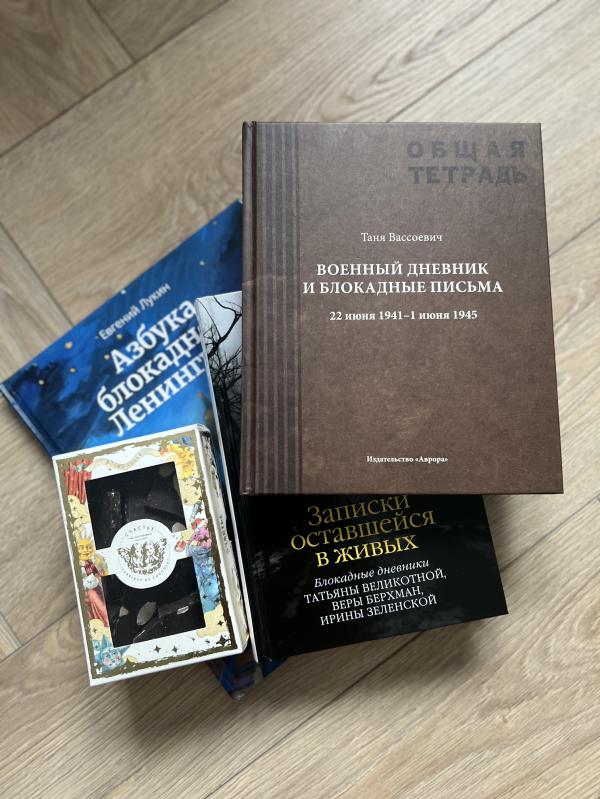 ОБЩАЯ
ТЕТРАДЬ
Таня Вассоевич
ВОЕННЫЙ ДНЕВНИК
И БЛОКАДНЫЕ ПИСЬМА
22 июня 1941–1 июня 1945
Издательство «Аврора»
Евгений Лукин
Азбука
блокадн
Ленинг
Записки
оставшейся
в живых
Блокадные дневники
ТАТЬЯНЫ ВЕЛИКОТНОЙ,
ВЕРЫ БЕРХМАН,
ИРИНЫ ЗЕЛЕНСКОЙ
СЧАСТЬЕ